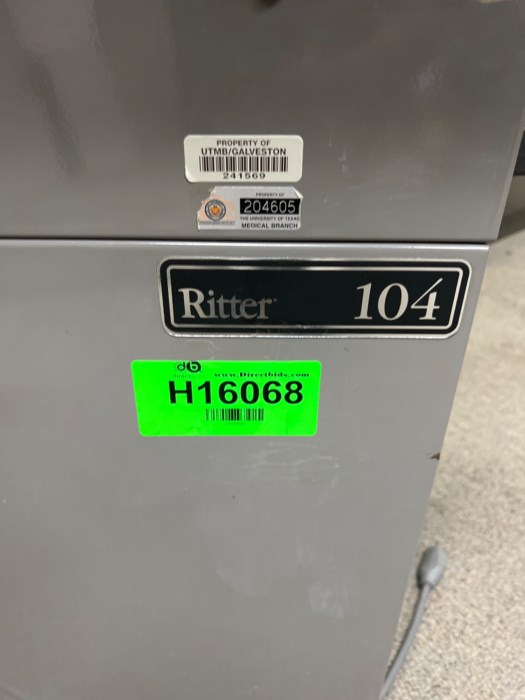 PROPERTY OF
UTMB/GALVESTON
241569
PROPERTY OF
204605
THE UNIVERSITY OF TEXAS
MEDICAL BRANCH
Ritter 104
db
www.Directbids.com
H16068